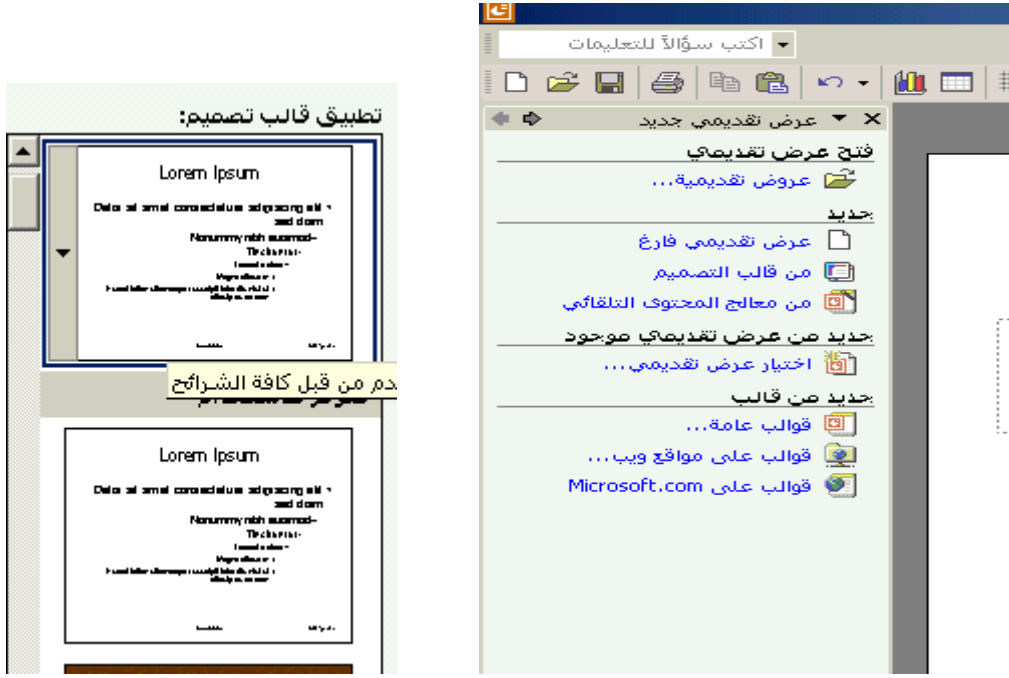 اكتب سؤالاً للتعليمات
عرض تقديمي جديد
فتح عرض تقديمي
عروض تقديمية...
جديد
عرض تقديمي فارغ
من قالب التصميم
من معالج المحتوى التلقائي
جديد من عرض تقديمي موجود
اختيار عرض تقديمي...
جديد من قالب
قوالب عامة...
قوالب على مواقع ويب...
قوالب على Microsoft.com
تطبيق قالب تصميم:
Lorem Ipsum
Dolor sit amet consectetuer adipiscing elit •
sed diam
Nonummy nibh euismod–
من قبل كافة الشرائح
Lorem Ipsum
Dolor sit amet consectetuer adipiscing elit •
sed diam
Nonummy nibh euismod–